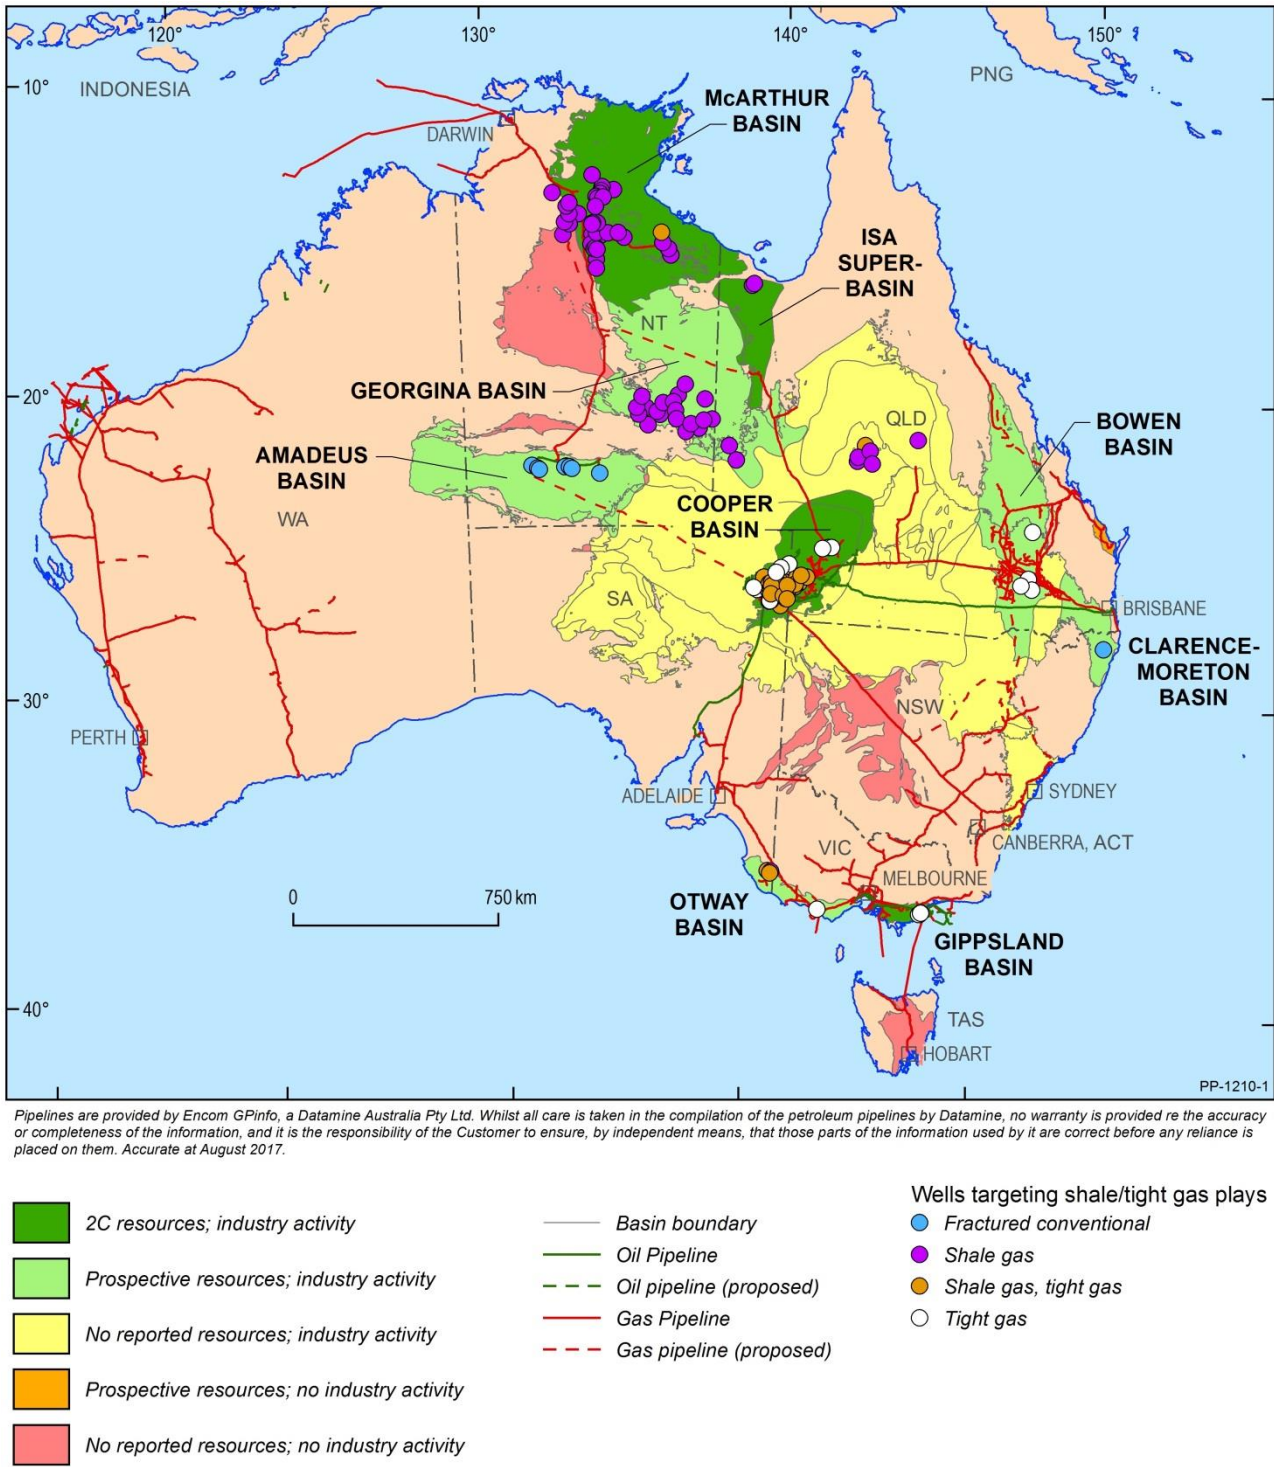 120°
130°
140°
150°
INDONESIA
PNG
10°
McARTHUR
BASIN
DARWIN
ISA
SUPER-
BASIN
NT
GEORGINA BASIN
20°
QLD
BOWEN
BASIN
AMADEUS
BASIN
COOPER
BASIN
WA
SA
BRISBANE
CLARENCE-
MORETON
BASIN
30°
NSW
PERTH
ADELAIDE
SYDNEY
CANBERRA, ACT
VIC
MELBOURNE
0
750 km
OTWAY
BASIN
GIPPSLAND
BASIN
40°
TAS
HOBART
PP-1210-1
Pipelines are provided by Encom GPinfo, a Datamine Australia Pty Ltd. Whilst all care is taken in the compilation of the petroleum pipelines by Datamine, no warranty is provided re the accuracy
or completeness of the information, and it is the responsibility of the Customer to ensure, by independent means, that those parts of the information used by it are correct before any reliance is
placed on them. Accurate at August 2017.
2C resources; industry activity
Prospective resources; industry activity
No reported resources; industry activity
Prospective resources; no industry activity
No reported resources; no industry activity
Basin boundary
Oil Pipeline
Oil pipeline (proposed)
Gas Pipeline
Gas pipeline (proposed)
Wells targeting shale/tight gas plays
Fractured conventional
Shale gas
Shale gas, tight gas
Tight gas